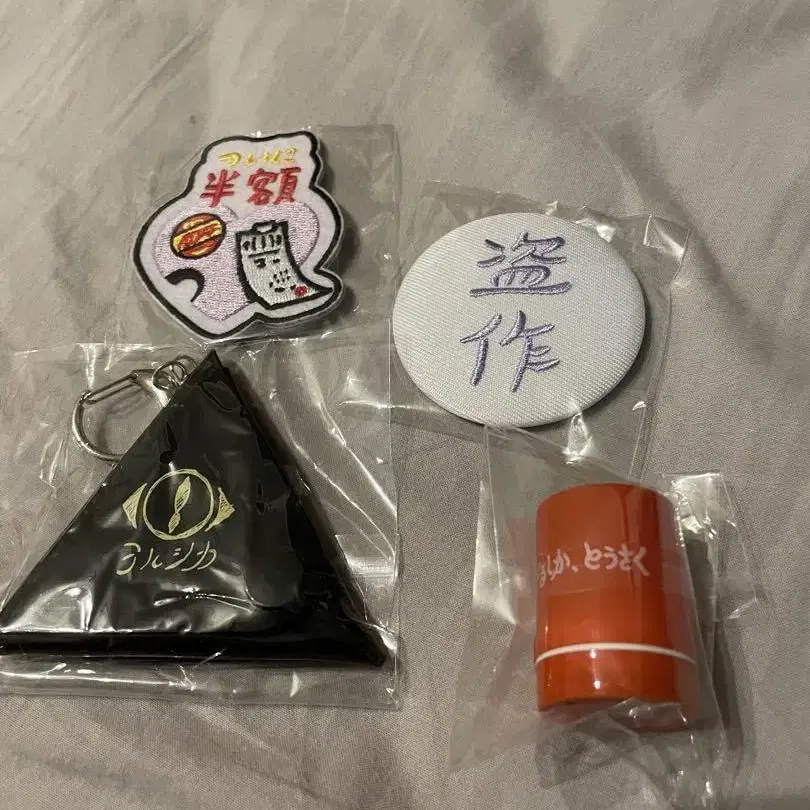 半額
盗
作
ヨルシカ
るしか、とうさく